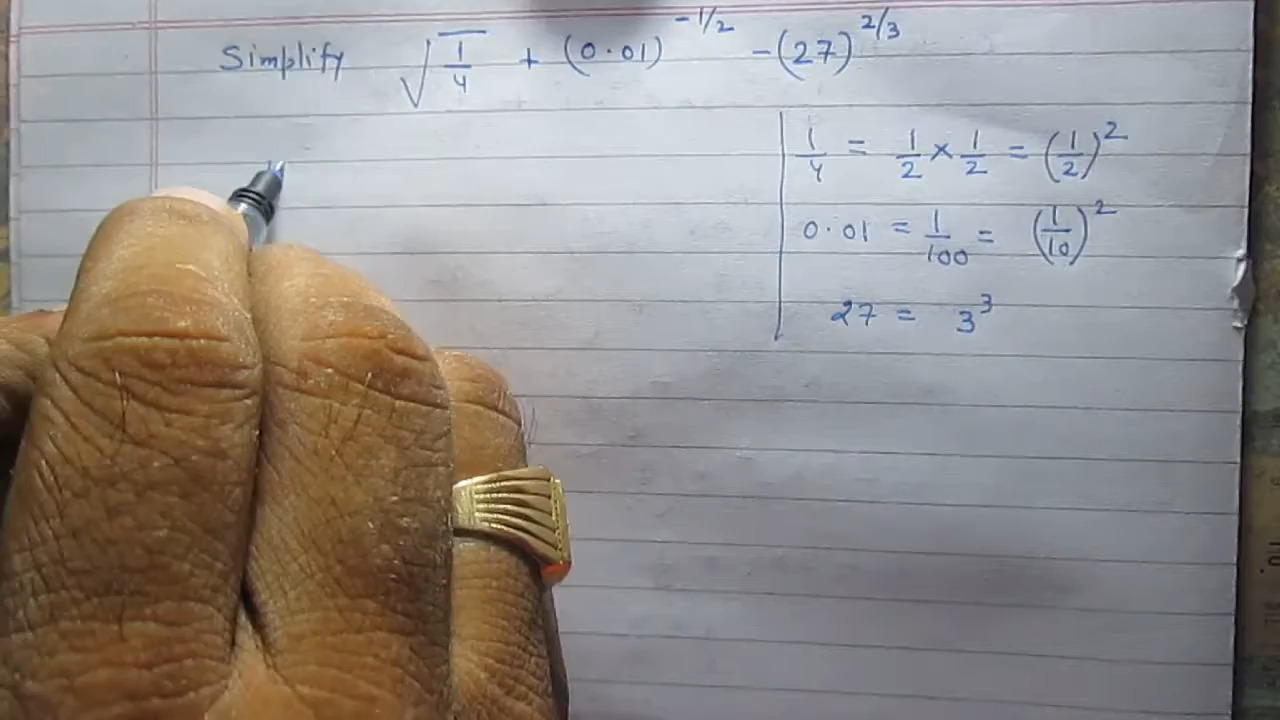 Simplify √1/4 + (0.01)^-1/2 - (27)^2/3
1/4 = 1/2 × 1/2 = (1/2)^2
0.01 = 1/100 = (1/10)^2
27 = 3^3